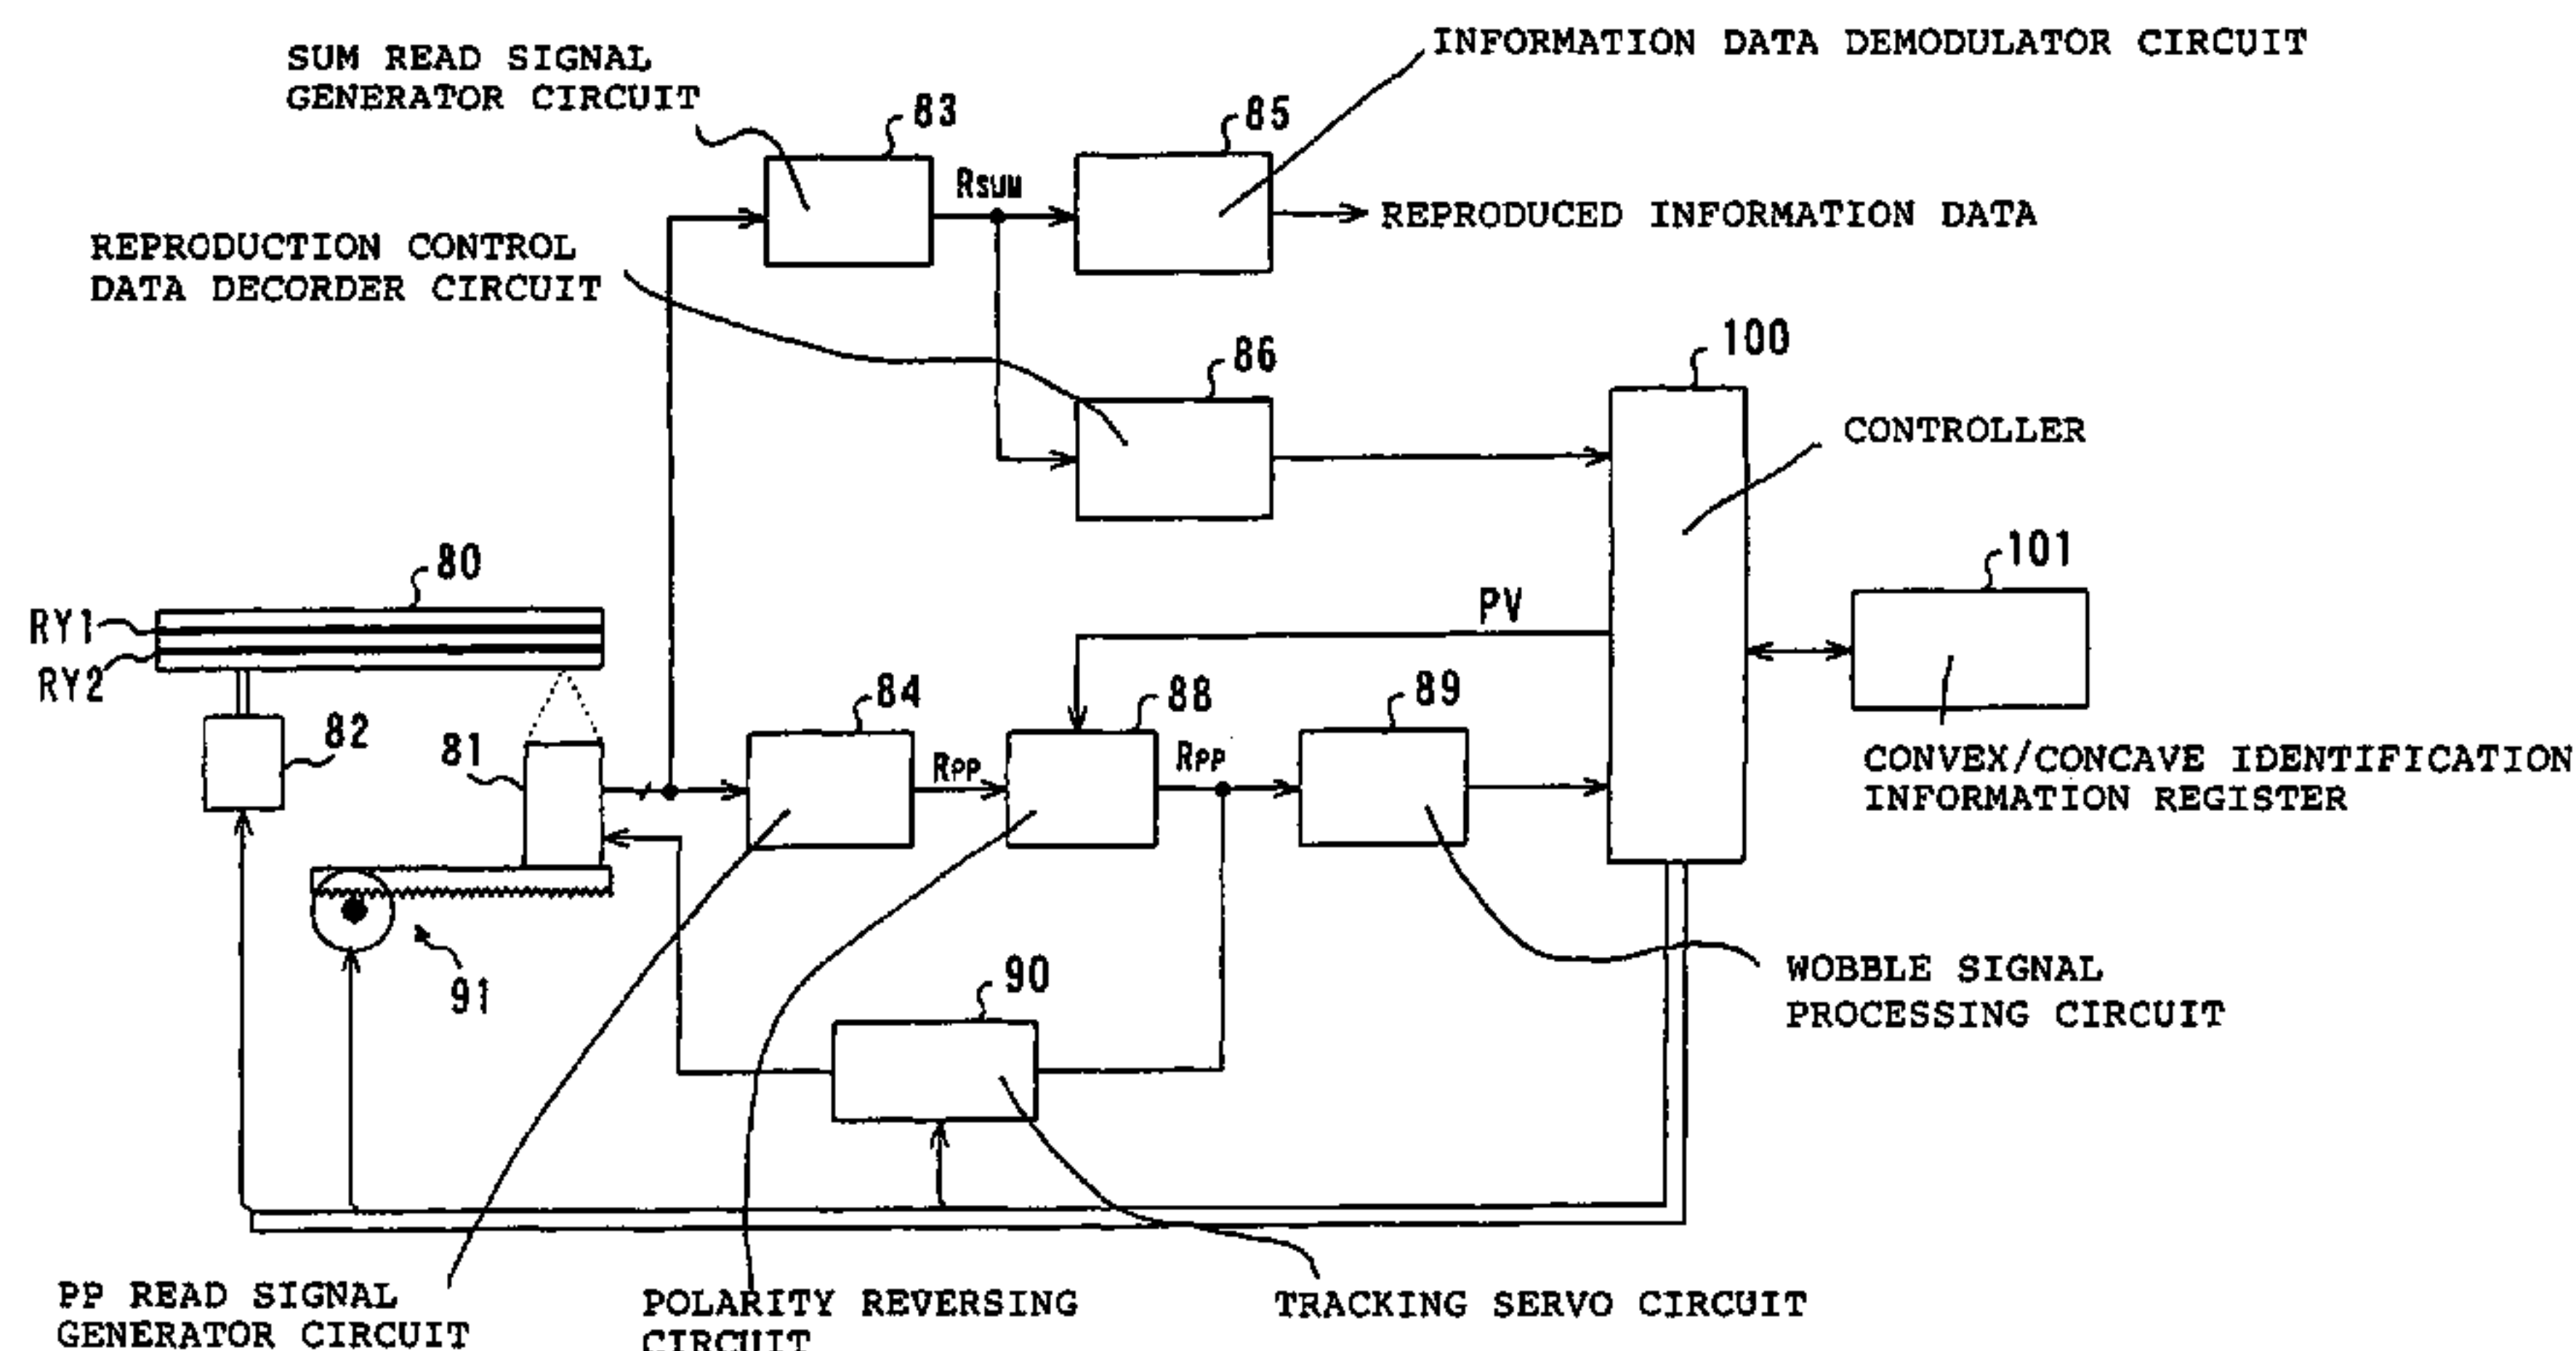 INFORMATION DATA DEMODULATOR CIRCUIT
SUM READ SIGNAL
GENERATOR CIRCUIT
83
85
RSUM
REPRODUCED INFORMATION DATA
REPRODUCTION CONTROL
DATA DECORDER CIRCUIT
86
100
CONTROLLER
80
101
RY1
RY2
PV
82
81
84
88
89
RPP
RPP
CONVEX/CONCAVE IDENTIFICATION
INFORMATION REGISTER
91
90
WOBBLE SIGNAL
PROCESSING CIRCUIT
PP READ SIGNAL
GENERATOR CIRCUIT
POLARITY REVERSING
CIRCUIT
TRACKING SERVO CIRCUIT